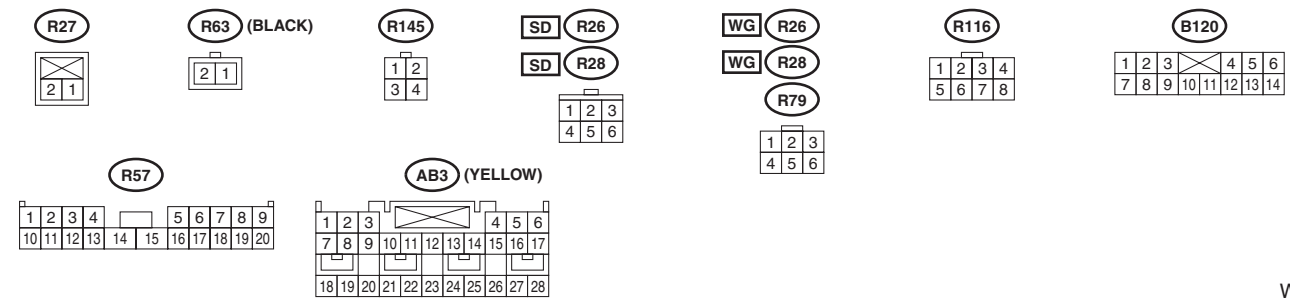 R27
2 1
R63 (BLACK)
2 1
R145
1 2
3 4
SD R26
SD R28
1 2 3
4 5 6
WG R26
WG R28
R79
1 2 3
4 5 6
R116
1 2 3 4
5 6 7 8
B120
1 2 3 4 5 6
7 8 9 10 11 12 13 14
R57
1 2 3 4 5 6 7 8 9
10 11 12 13 14 15 16 17 18 19 20
AB3 (YELLOW)
1 2 3 4 5 6
7 8 9 10 11 12 13 14 15 16 17
18 19 20 21 22 23 24 25 26 27 28
W